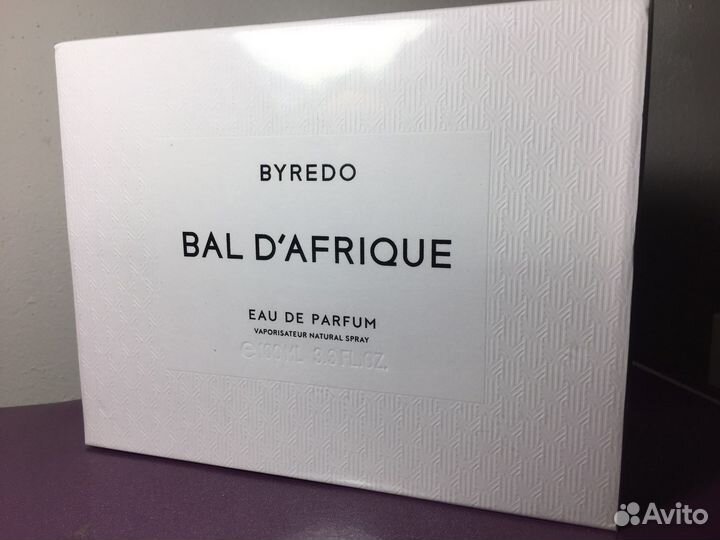 BYREDO
BAL D'AFRIQUE
EAU DE PARFUM
VAPORISATEUR NATURAL SPRAY
℮ 100 ML 3.3 FL.OZ.
Avito